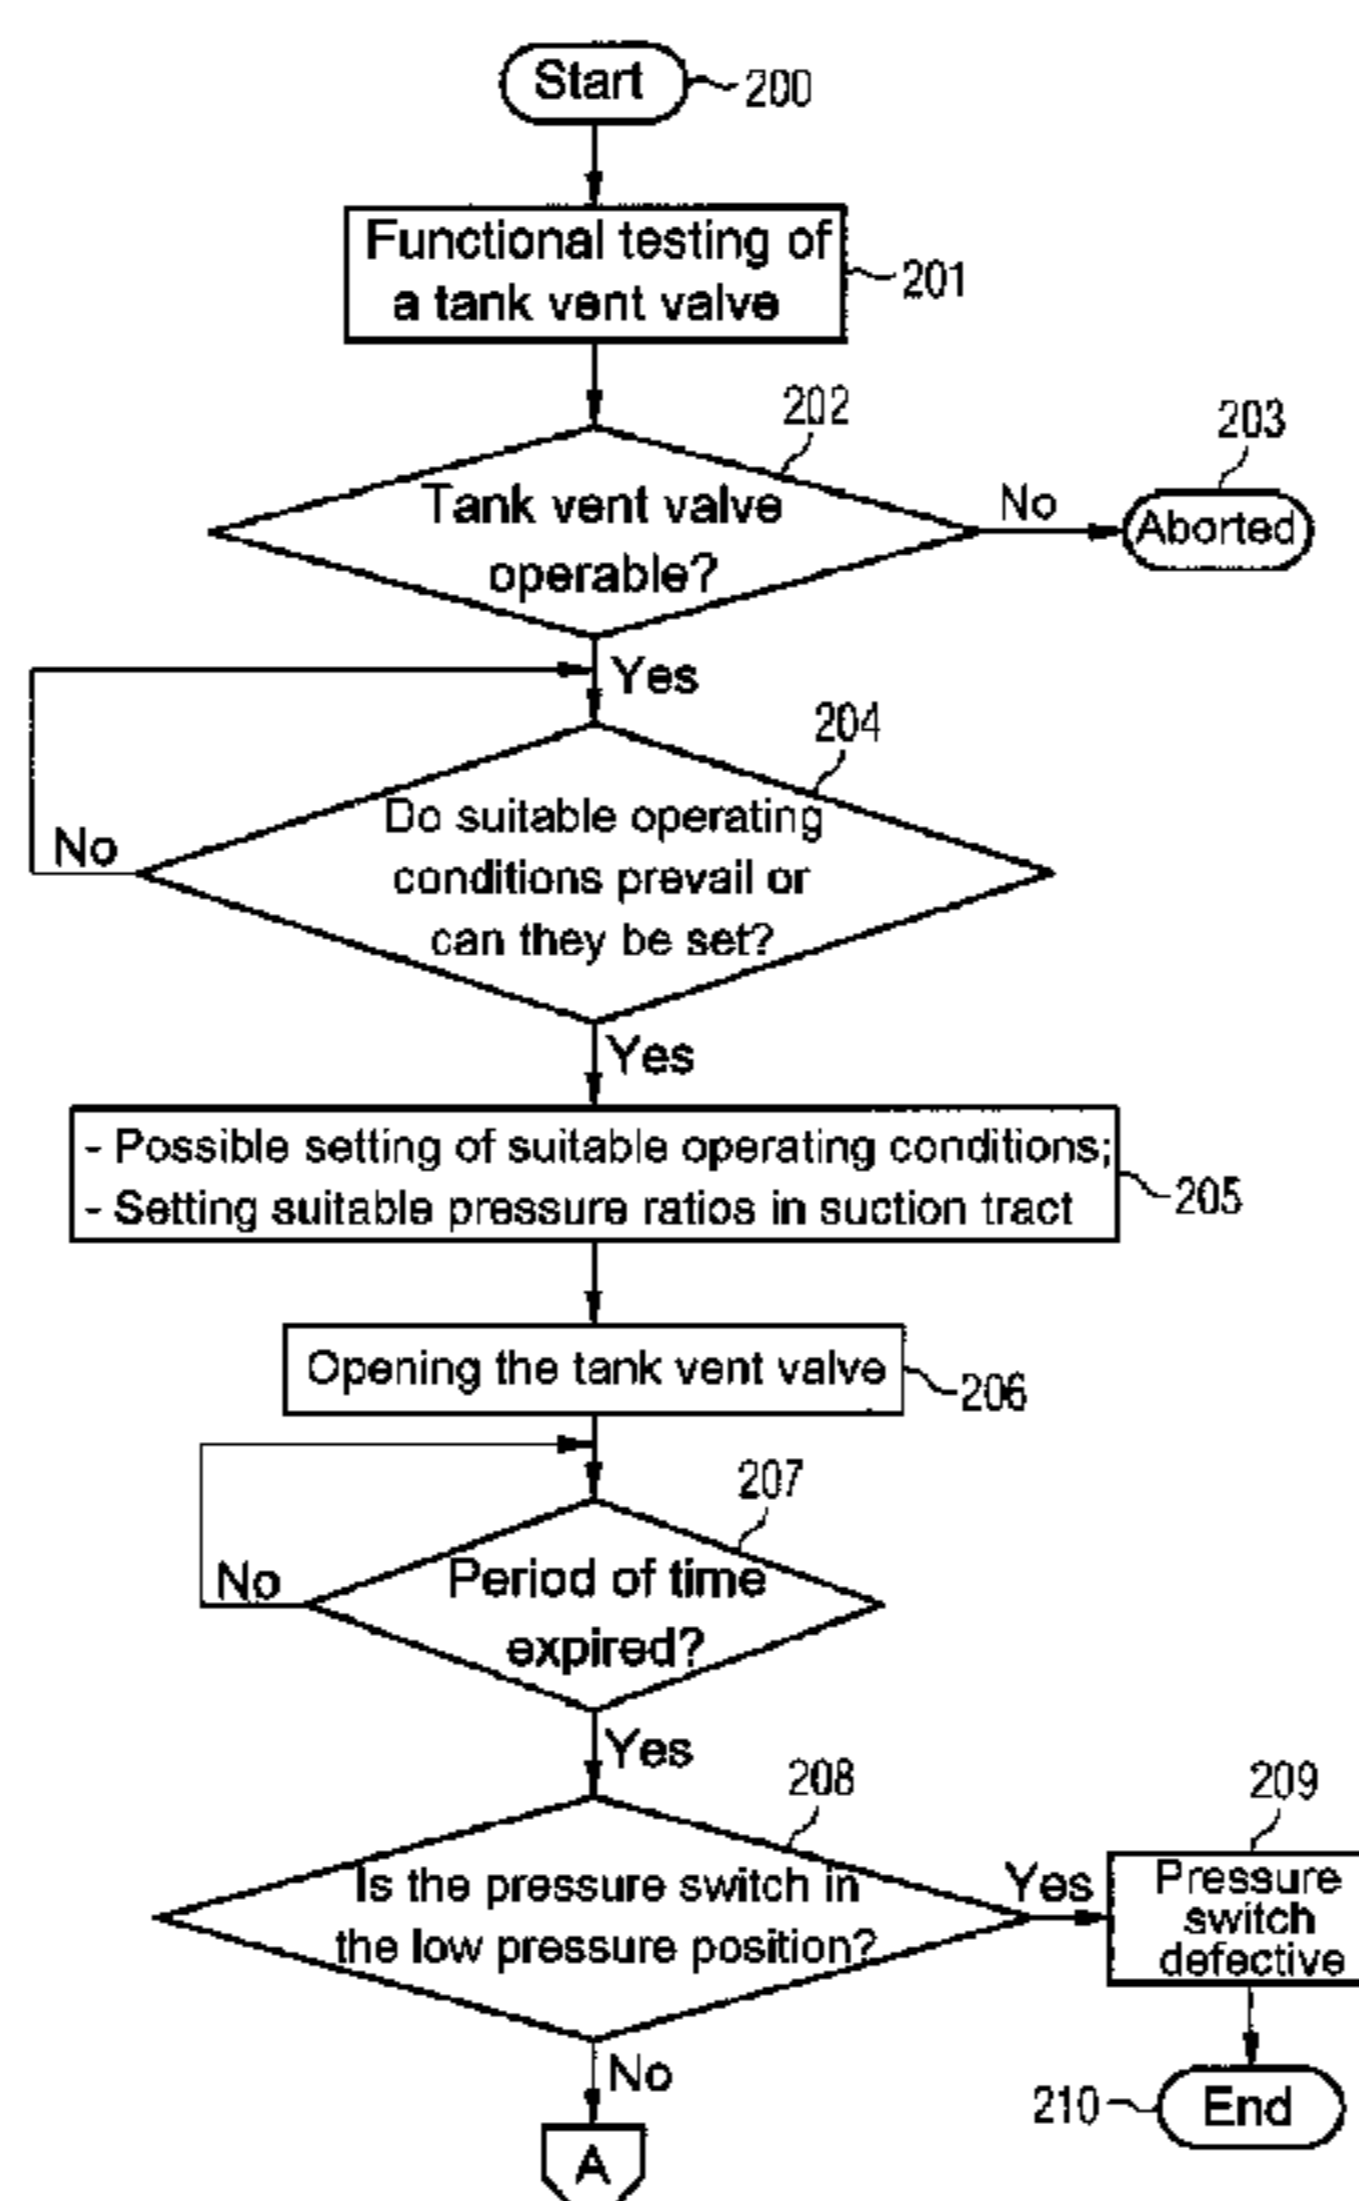 Start
200
Functional testing of
a tank vent valve
201
202
Tank vent valve
operable?
No
203
Aborted
Yes
204
Do suitable operating
conditions prevail or
can they be set?
No
Yes
- Possible setting of suitable operating conditions;
- Setting suitable pressure ratios in suction tract
205
Opening the tank vent valve
206
207
Period of time
expired?
No
Yes
208
Is the pressure switch in
the low pressure position?
Yes
209
Pressure
switch
defective
No
210
End
A